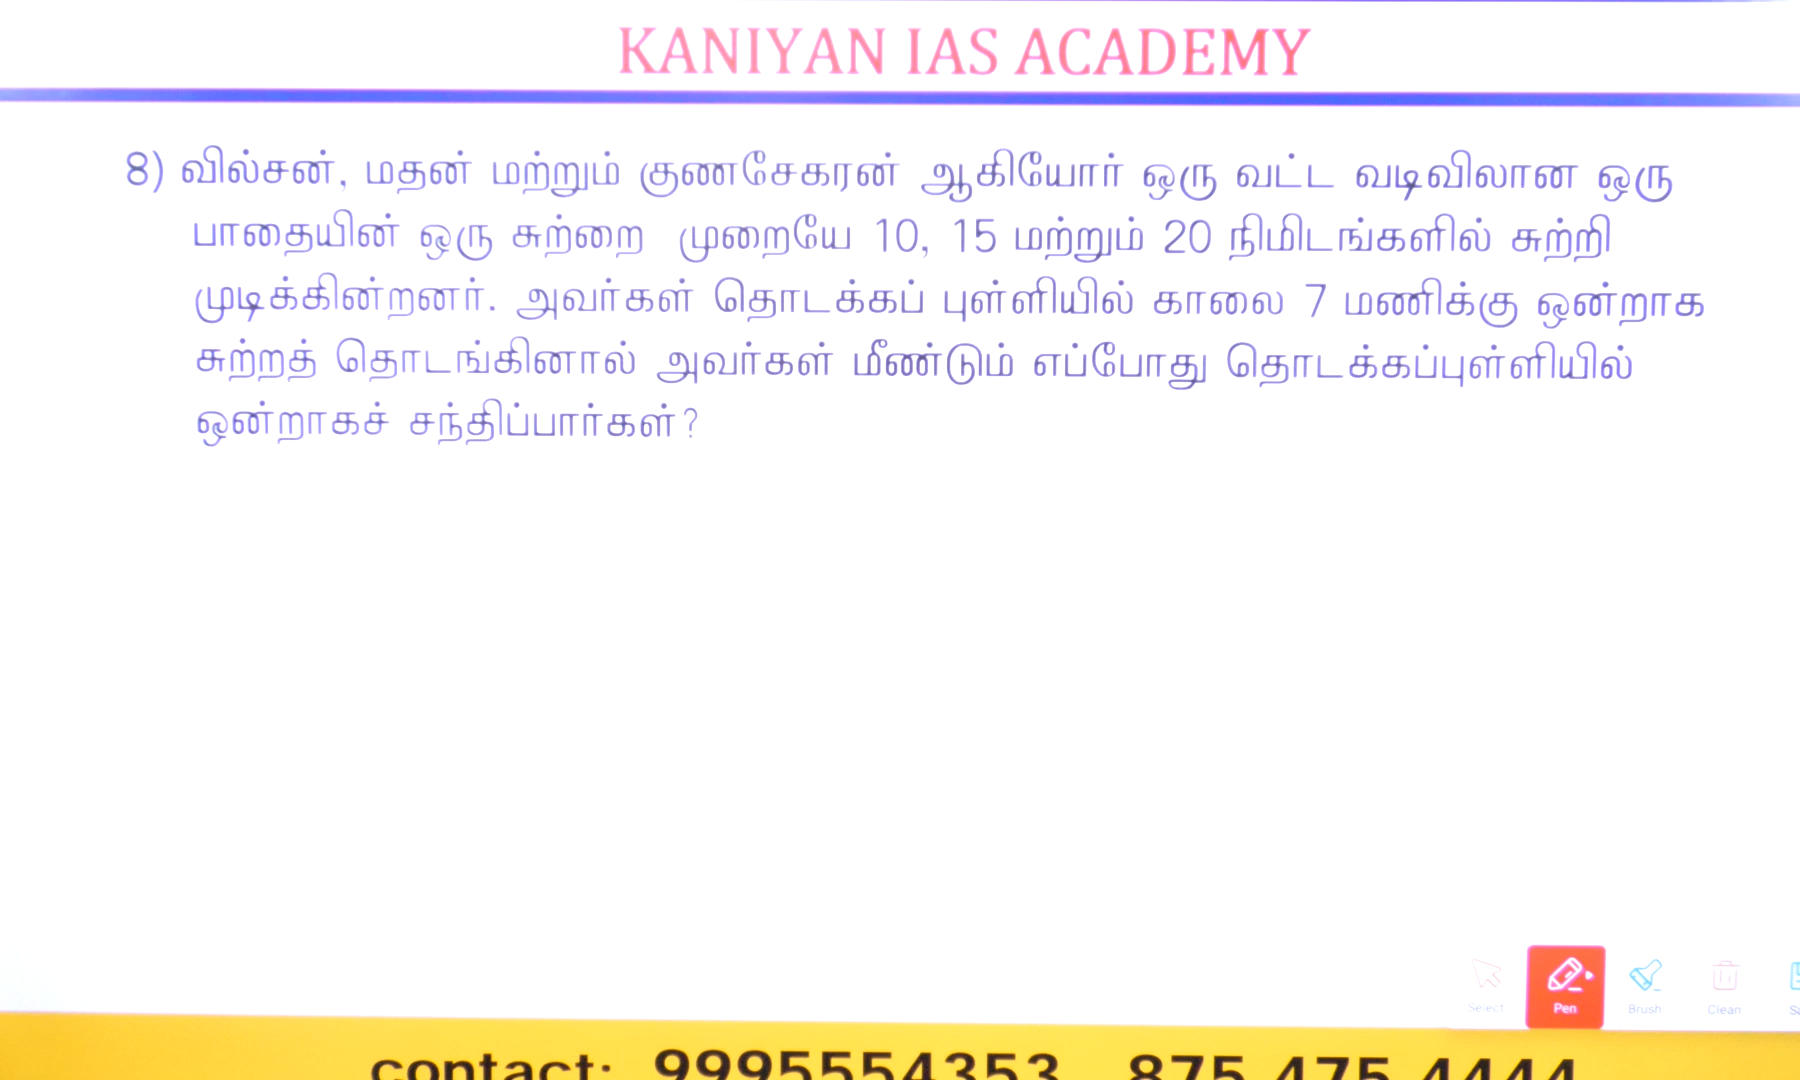 KANIYAN IAS ACADEMY
8) வில்சன், மதன் மற்றும் குணசேகரன் ஆகியோர் ஒரு வட்ட வடிவிலான ஒரு
பாதையின் ஒரு சுற்றை முறையே 10, 15 மற்றும் 20 நிமிடங்களில் சுற்றி
முடிக்கின்றனர். அவர்கள் தொடக்கப் புள்ளியில் காலை 7 மணிக்கு ஒன்றாக
சுற்றத் தொடங்கினால் அவர்கள் மீண்டும் எப்போது தொடக்கப்புள்ளியில்
ஒன்றாகச் சந்திப்பார்கள்?
Select Pen Brush Clean
contact: 9995554353 875 475 4444